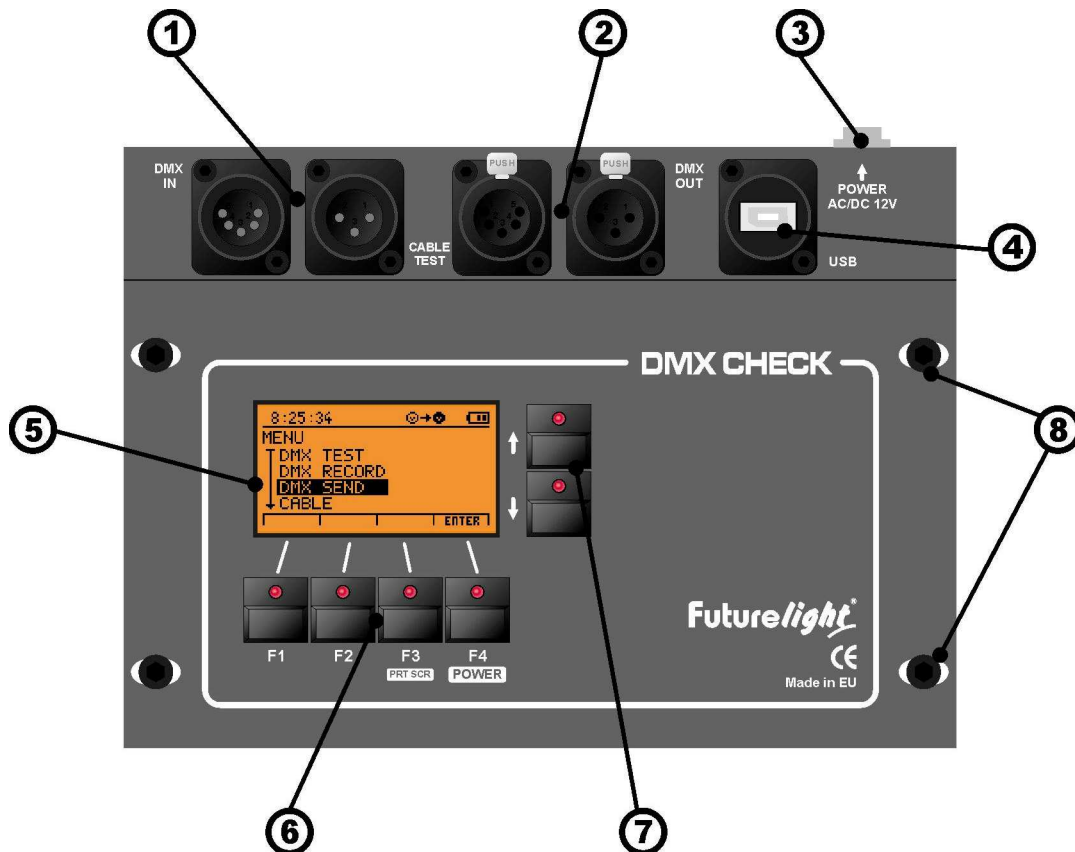 1
2
3
DMX
IN
PUSH
PUSH
DMX
OUT
POWER
AC/DC 12V
CABLE
TEST
USB
4
DMX CHECK
8:25:34
MENU
DMX TEST
DMX RECORD
DMX SEND
CABLE
ENTER
5
8
F1
F2
F3
F4
PRT SCR
POWER
Futurelight®
CE
Made in EU
6
7